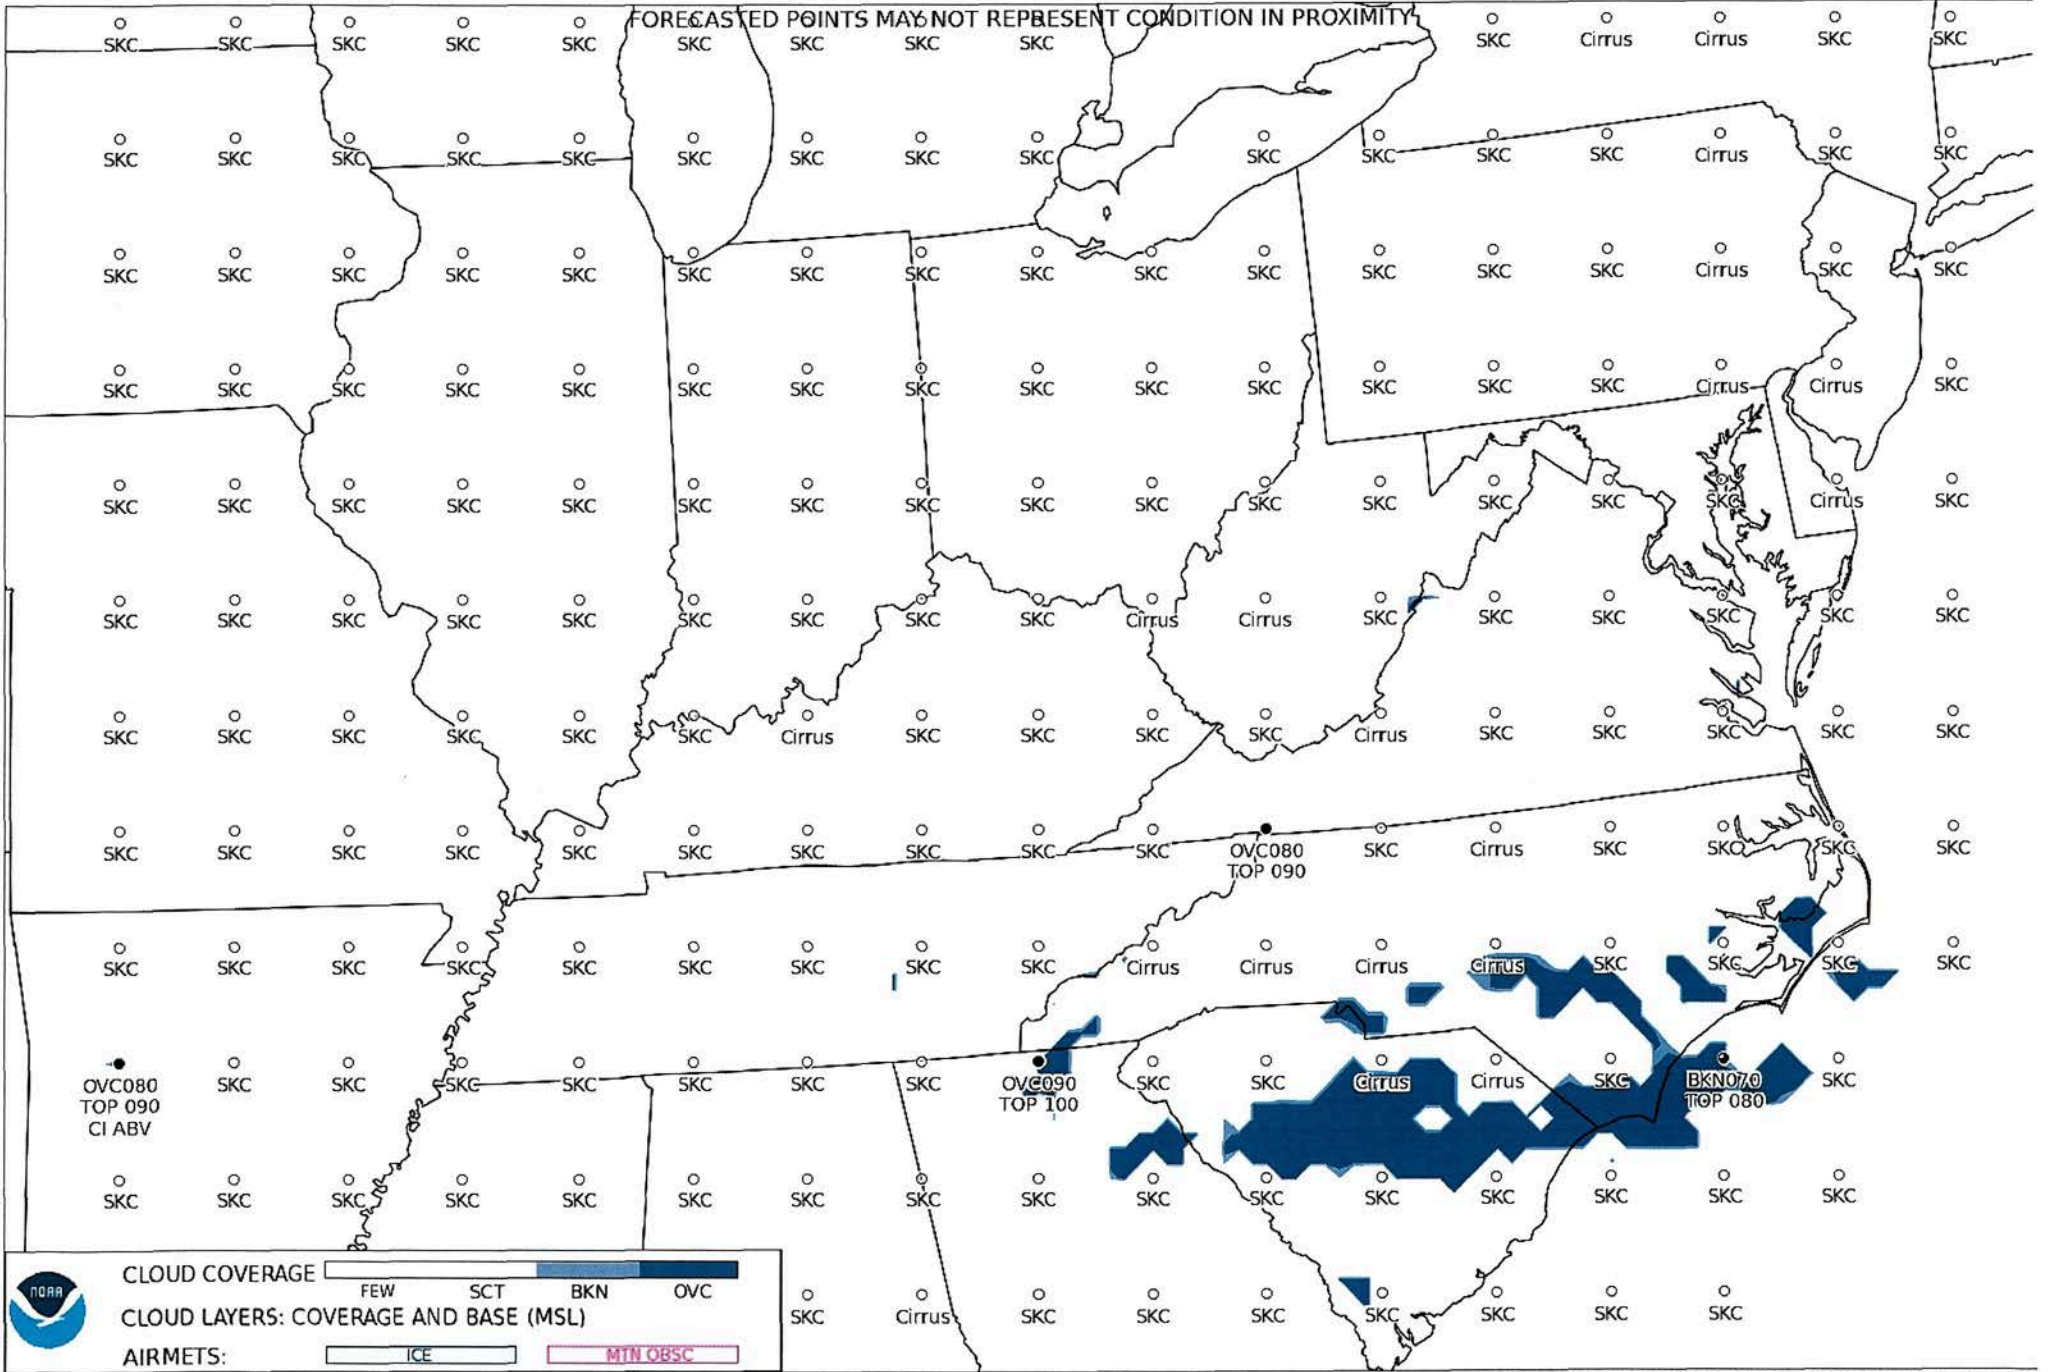 FORECASTED POINTS MAY NOT REPRESENT CONDITION IN PROXIMITY
SKC SKC SKC SKC SKC SKC SKC SKC SKC SKC Cirrus Cirrus SKC SKC
SKC SKC SKC SKC SKC SKC SKC SKC SKC SKC SKC SKC SKC Cirrus SKC SKC
SKC SKC SKC SKC SKC SKC SKC SKC SKC SKC SKC SKC SKC SKC Cirrus SKC SKC
SKC SKC SKC SKC SKC SKC SKC SKC SKC SKC SKC SKC SKC SKC Cirrus Cirrus SKC
SKC SKC SKC SKC SKC SKC SKC SKC SKC SKC SKC SKC SKC SKC SKC Cirrus SKC
SKC SKC SKC SKC SKC SKC SKC SKC SKC Cirrus Cirrus SKC SKC SKC SKC SKC SKC
SKC SKC SKC SKC SKC SKC Cirrus SKC SKC SKC SKC Cirrus SKC SKC SKC SKC SKC
SKC SKC SKC SKC SKC SKC SKC SKC SKC SKC OVC080 SKC Cirrus SKC SKC SKC SKC
TOP 090
SKC SKC SKC SKC SKC SKC SKC SKC SKC Cirrus Cirrus Cirrus Cirrus SKC SKC SKC SKC
OVC080 SKC SKC SKC SKC SKC SKC SKC OVC090 SKC SKC Cirrus Cirrus SKC BKN070 SKC
TOP 090 TOP 100 TOP 080
CI ABV
SKC SKC SKC SKC SKC SKC SKC SKC SKC SKC SKC SKC SKC SKC SKC SKC
SKC Cirrus SKC SKC SKC SKC SKC SKC SKC
NOAA
CLOUD COVERAGE
FEW SCT BKN OVC
CLOUD LAYERS: COVERAGE AND BASE (MSL)
AIRMETS: ICE MTN OBSC